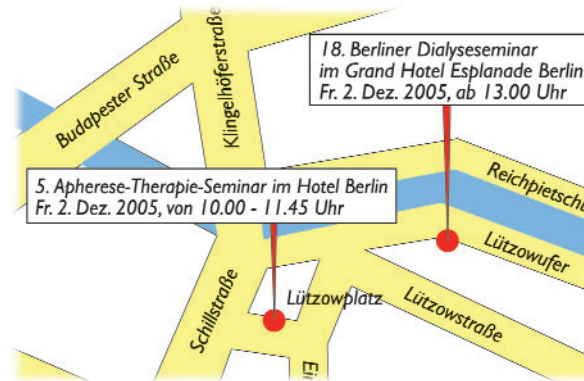 18. Berliner Dialyseseminar
im Grand Hotel Esplanade Berlin
Fr. 2. Dez. 2005, ab 13.00 Uhr
Budapester Straße
Klingelhöferstraße
5. Apherese-Therapie-Seminar im Hotel Berlin
Fr. 2. Dez. 2005, von 10.00 - 11.45 Uhr
Reichpietschu
Lützowufer
Schillstraße
Lützowplatz
Lützowstraße